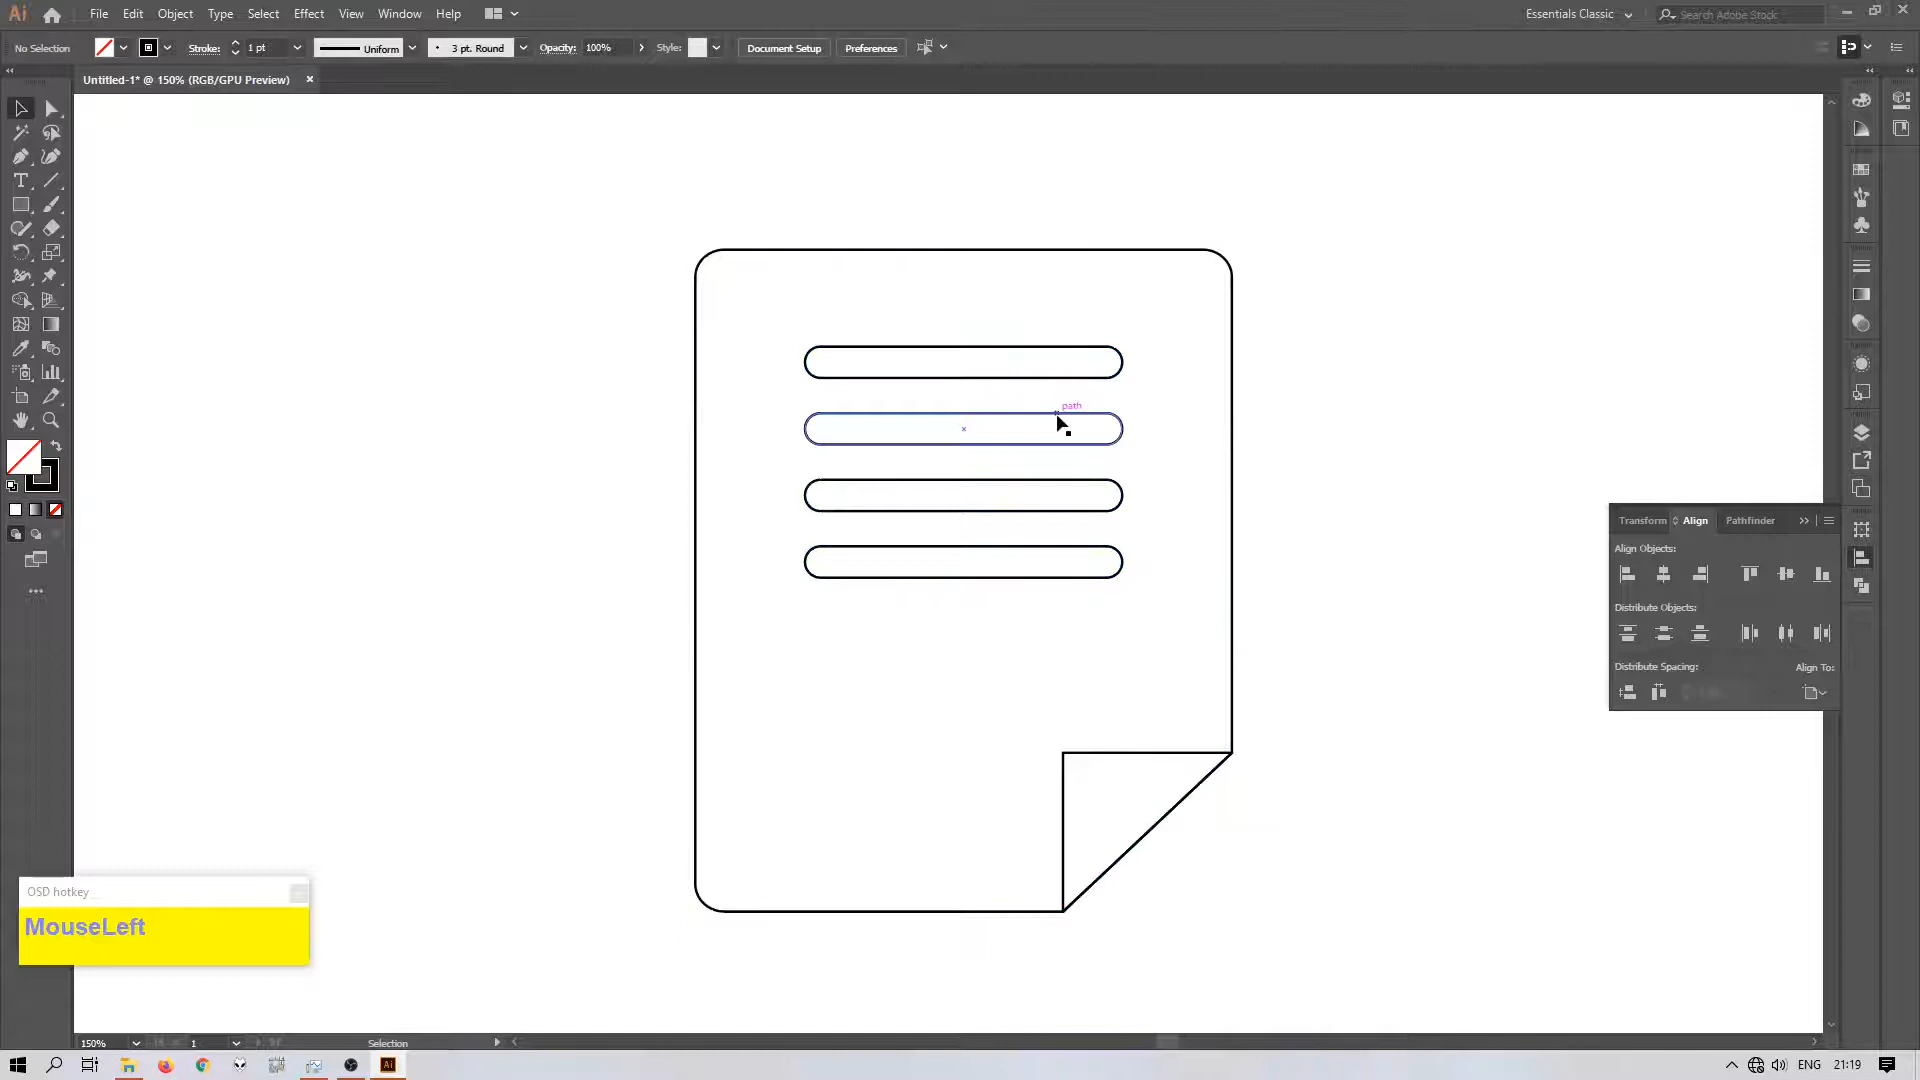 Ai File Edit Object Type Select Effect View Window Help Essentials Classic Search Adobe Stock
No Selection Stroke: 1 pt Uniform 3 pt. Round Opacity: 100% Style: Document Setup Preferences
Untitled-1* @ 150% (RGB/GPU Preview)
path
Transform Align Pathfinder
Align Objects:
Distribute Objects:
Distribute Spacing: Align To:
OSD hotkey
MouseLeft
150% 1 Selection
Ai ENG 21:19